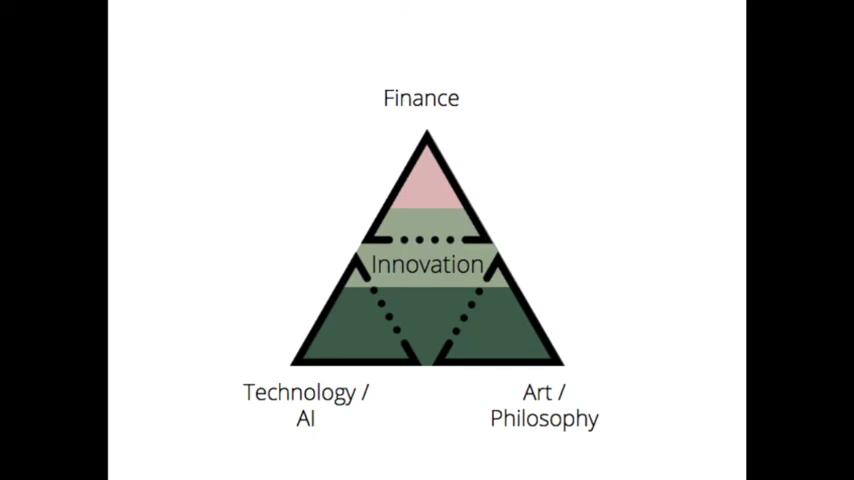 Finance
Innovation
Technology /
AI
Art /
Philosophy